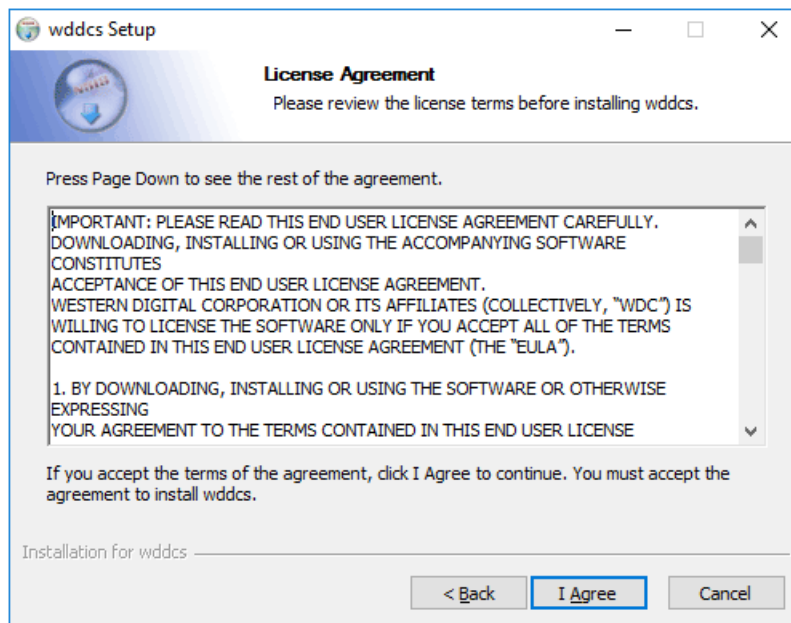 wddcs Setup
License Agreement
Please review the license terms before installing wddcs.
Press Page Down to see the rest of the agreement.
IMPORTANT: PLEASE READ THIS END USER LICENSE AGREEMENT CAREFULLY.
DOWNLOADING, INSTALLING OR USING THE ACCOMPANYING SOFTWARE
CONSTITUTES
ACCEPTANCE OF THIS END USER LICENSE AGREEMENT.
WESTERN DIGITAL CORPORATION OR ITS AFFILIATES (COLLECTIVELY, “WDC”) IS
WILLING TO LICENSE THE SOFTWARE ONLY IF YOU ACCEPT ALL OF THE TERMS
CONTAINED IN THIS END USER LICENSE AGREEMENT (THE “EULA”).
1. BY DOWNLOADING, INSTALLING OR USING THE SOFTWARE OR OTHERWISE
EXPRESSING
YOUR AGREEMENT TO THE TERMS CONTAINED IN THIS END USER LICENSE
If you accept the terms of the agreement, click I Agree to continue. You must accept the
agreement to install wddcs.
Installation for wddcs
< Back
I Agree
Cancel